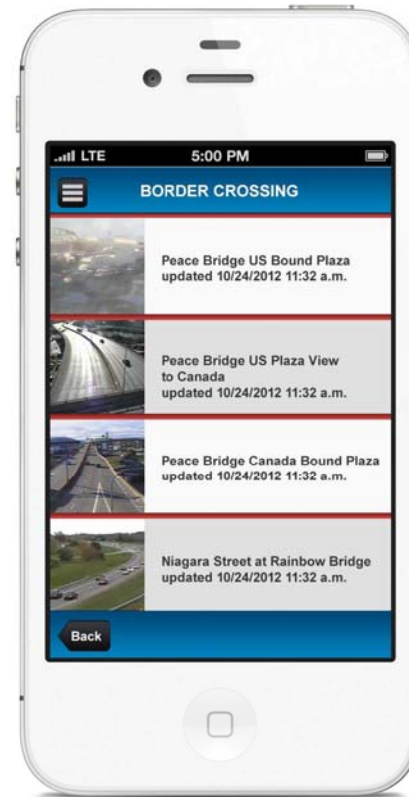 LTE 5:00 PM
BORDER CROSSING
Peace Bridge US Bound Plaza
updated 10/24/2012 11:32 a.m.
Peace Bridge US Plaza View
to Canada
updated 10/24/2012 11:32 a.m.
Peace Bridge Canada Bound Plaza
updated 10/24/2012 11:32 a.m.
Niagara Street at Rainbow Bridge
updated 10/24/2012 11:32 a.m.
Back